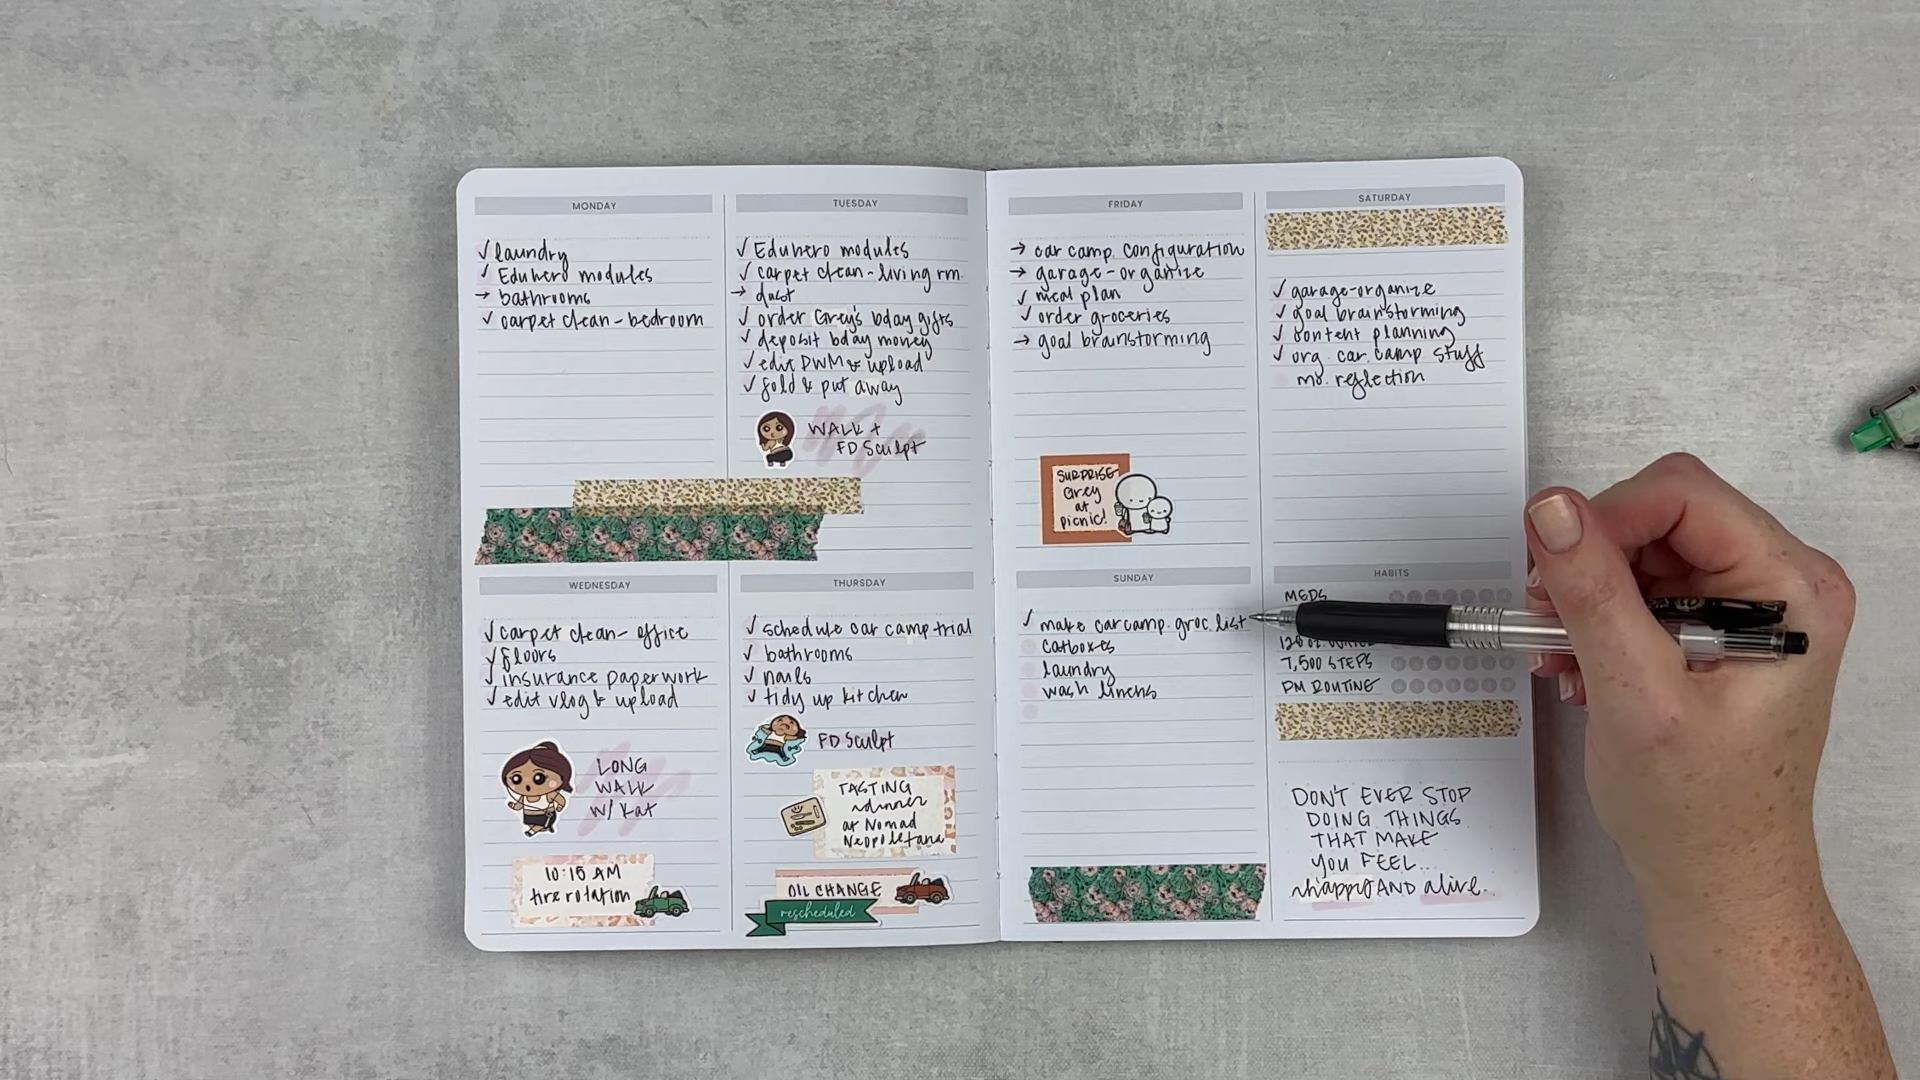 MONDAY
✓ laundry
✓ Eduhero modules
→ bathrooms
✓ carpet clean-bedroom
TUESDAY
✓ Eduhero modules
✓ carpet clean-living rm.
→ dust
✓ order Grey's bday gifts
✓ deposit bday money
✓ edit DWM & upload
✓ fold & put away
WALK +
FD Sculpt
WEDNESDAY
✓ carpet clean- office
✓ floors
✓ insurance paperwork
✓ edit vlog & upload
LONG
WALK
w/ Kat
10:15 AM
tire rotation
THURSDAY
✓ schedule car camp trial
✓ bathrooms
✓ nails
✓ tidy up kitchen
FD Sculpt
TASTING
dinner
at Nomad
Neopoletana
OIL CHANGE
rescheduled
FRIDAY
→ car camp. configuration
→ garage-organize
✓ meal plan
✓ order groceries
→ goal brainstorming
SURPRISE
Grey
at
picnic!
SATURDAY
✓ garage-organize
✓ goal brainstorming
✓ content planning
✓ org. car camp stuff
mo. reflection
SUNDAY
✓ make car camp. groc. list
catboxes
laundry
wash linens
HABITS
MEDS
7,500 STEPS
PM ROUTINE
DON'T EVER STOP
DOING THINGS
THAT MAKE
YOU FEEL...
happy AND alive.